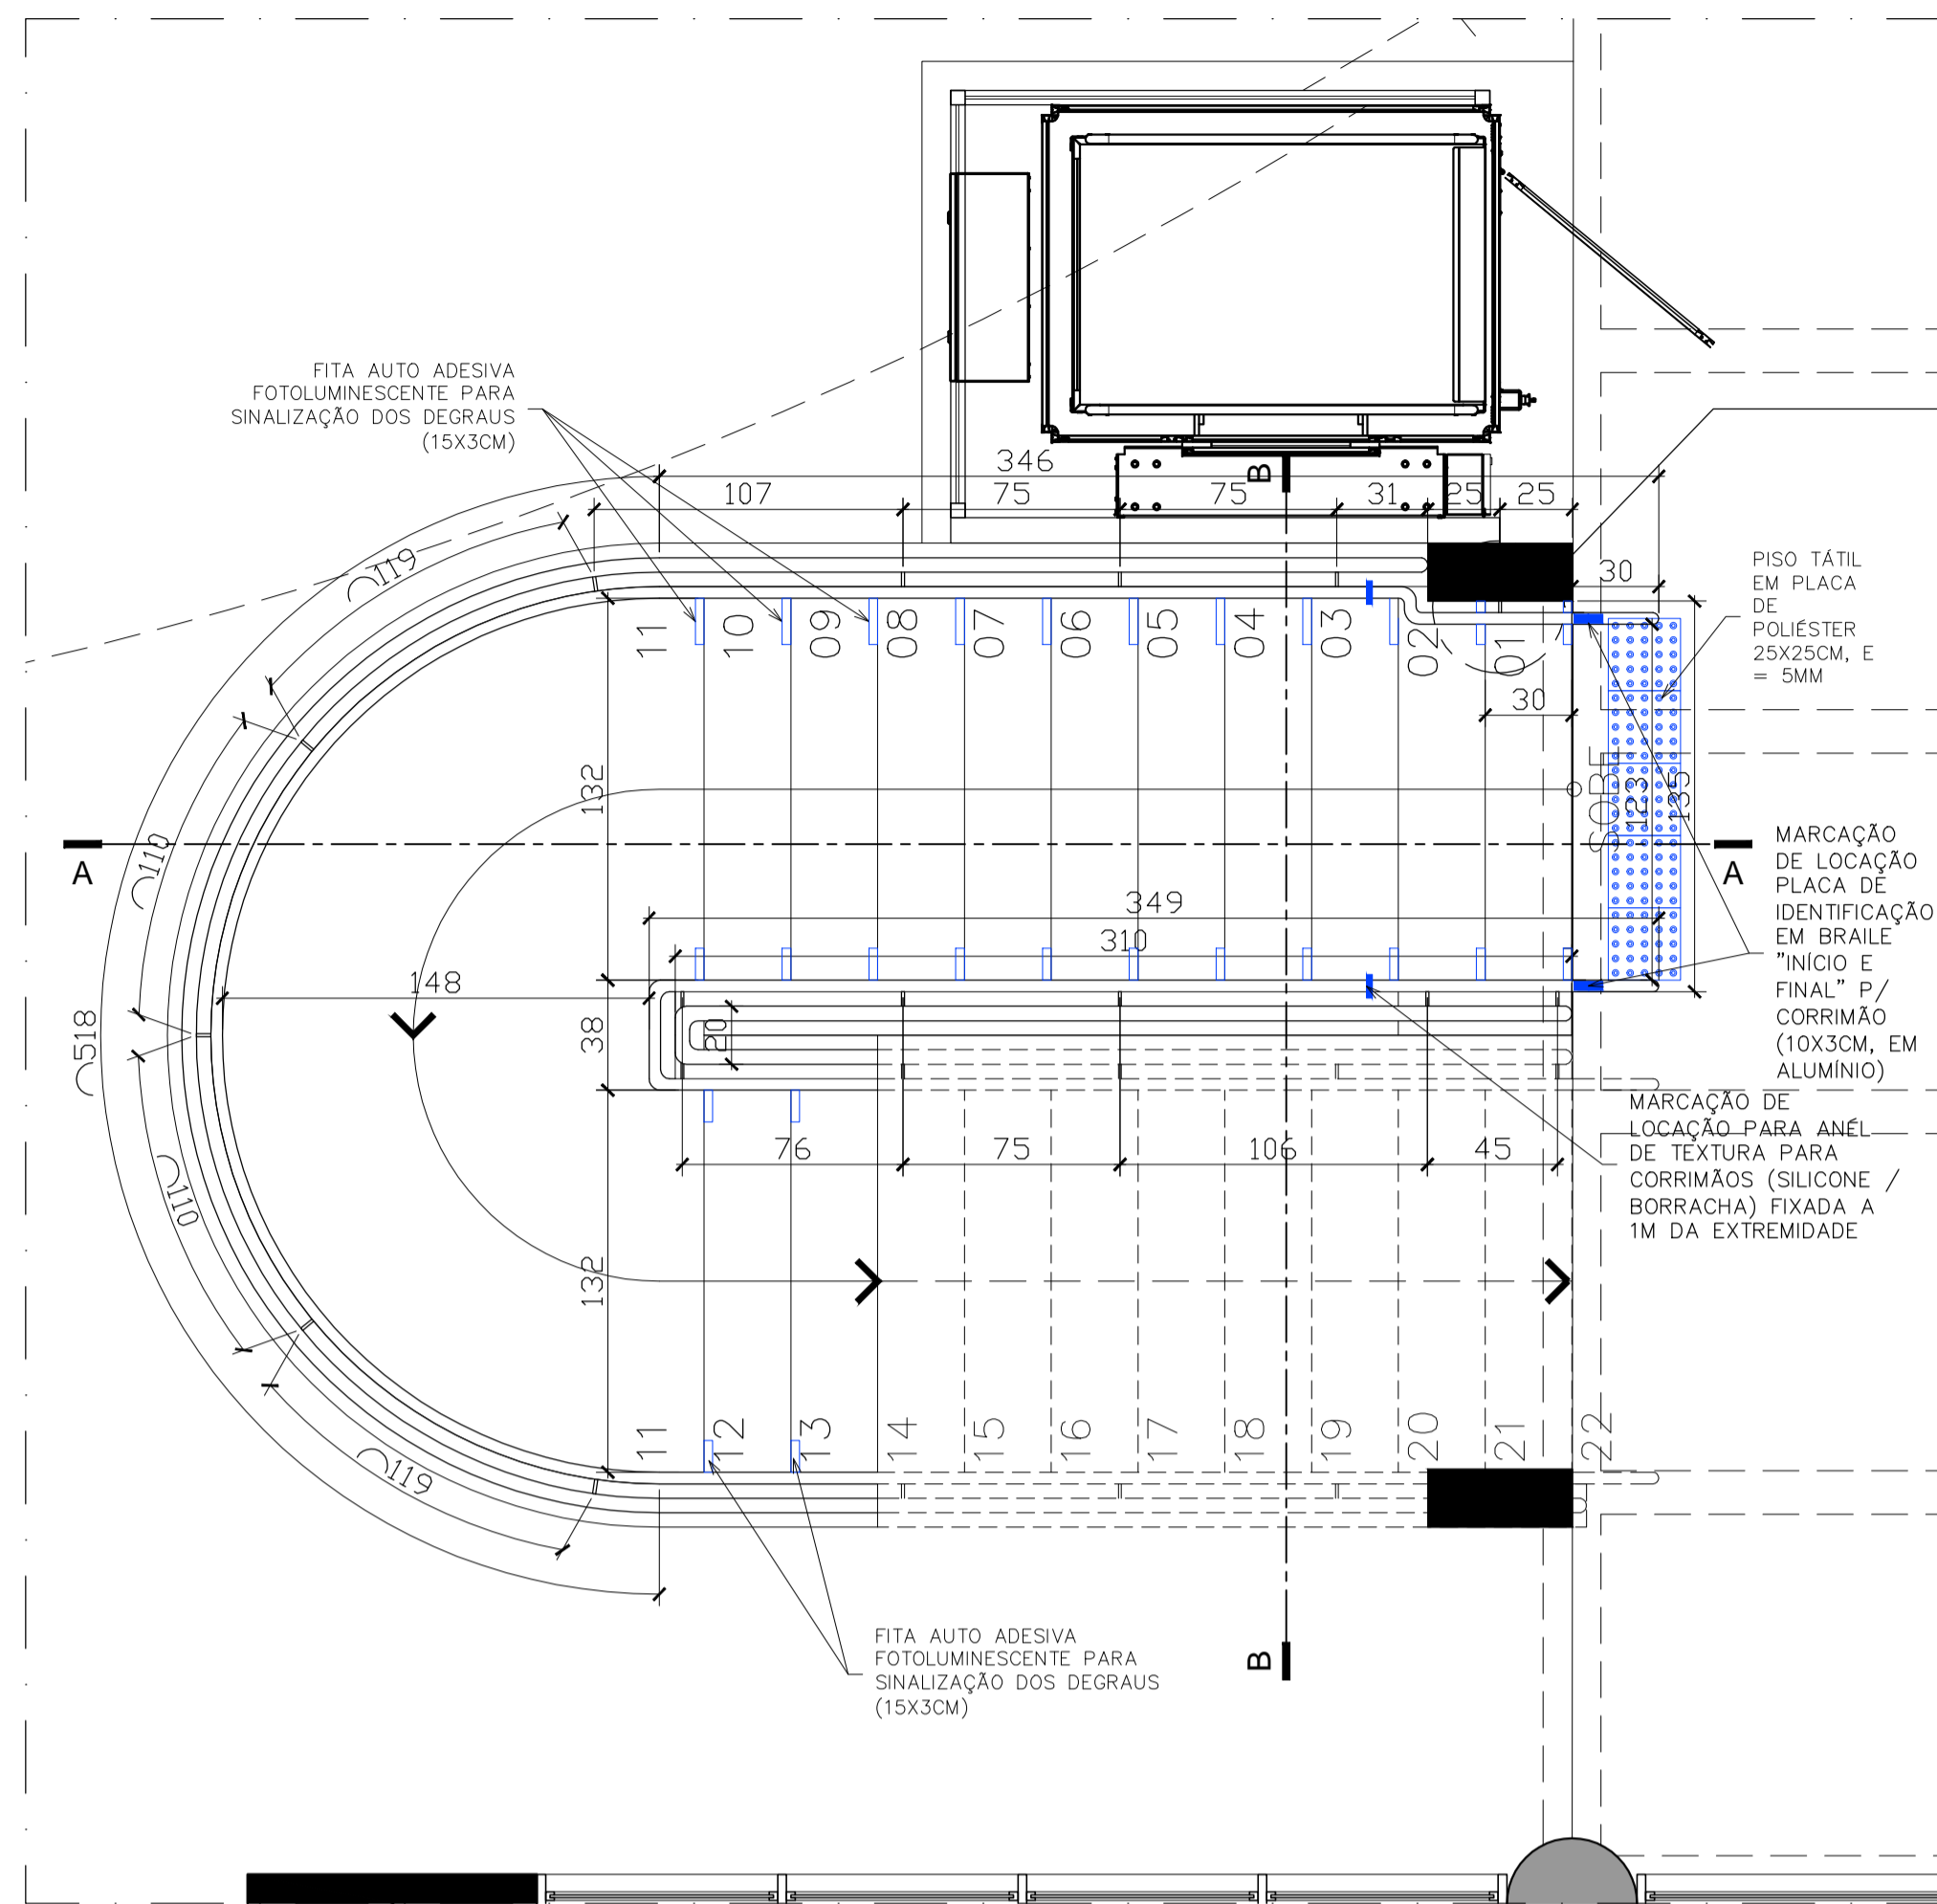 FITA AUTO ADESIVA
FOTOLUMINESCENTE PARA
SINALIZAÇÃO DOS DEGRAUS
(15X3CM)
346
107
75
75
B
31
25
25
30
119
PISO TÁTIL
EM PLACA
DE
POLIÉSTER
25X25CM, E
= 5MM
11
10
09
08
07
06
05
04
03
02
01
30
132
SOBE
123
135
110
A
A
MARCAÇÃO
DE LOCAÇÃO
PLACA DE
IDENTIFICAÇÃO
EM BRAILE
"INÍCIO E
FINAL" P/
CORRIMÃO
(10X3CM, EM
ALUMÍNIO)
349
310
148
518
38
20
MARCAÇÃO DE
LOCAÇÃO PARA ANÉL
DE TEXTURA PARA
CORRIMÃOS (SILICONE /
BORRACHA) FIXADA A
1M DA EXTREMIDADE
76
75
106
45
110
132
11
12
13
14
15
16
17
18
19
20
21
22
119
FITA AUTO ADESIVA
FOTOLUMINESCENTE PARA
SINALIZAÇÃO DOS DEGRAUS
(15X3CM)
B